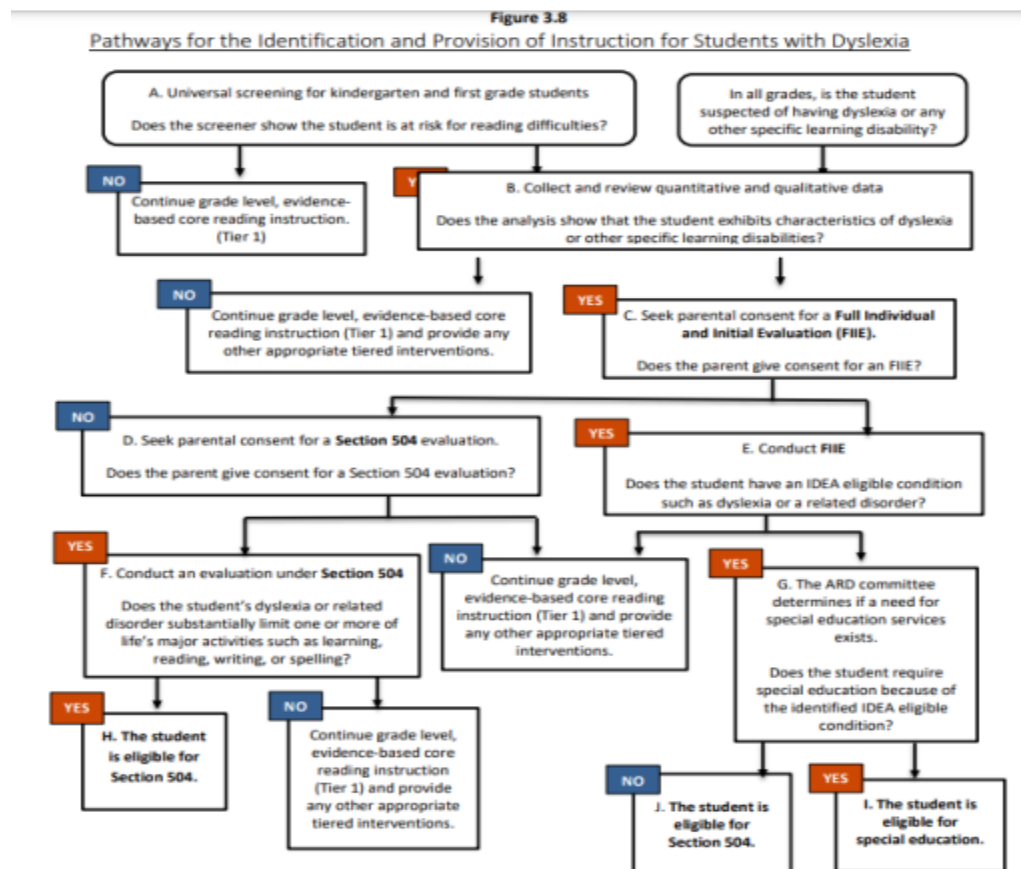 Figure 3.8
Pathways for the Identification and Provision of Instruction for Students with Dyslexia
A. Universal screening for kindergarten and first grade students
Does the screener show the student is at risk for reading difficulties?
In all grades, is the student
suspected of having dyslexia or any
other specific learning disability?
NO
Continue grade level, evidence-
based core reading instruction.
(Tier 1)
Y
B. Collect and review quantitative and qualitative data
Does the analysis show that the student exhibits characteristics of dyslexia
or other specific learning disabilities?
NO
Continue grade level, evidence-based core
reading instruction (Tier 1) and provide any
other appropriate tiered interventions.
YES
C. Seek parental consent for a Full Individual
and Initial Evaluation (FIIE).
Does the parent give consent for an FIIE?
NO
D. Seek parental consent for a Section 504 evaluation.
Does the parent give consent for a Section 504 evaluation?
YES
E. Conduct FIIE
Does the student have an IDEA eligible condition
such as dyslexia or a related disorder?
YES
F. Conduct an evaluation under Section 504
Does the student's dyslexia or related
disorder substantially limit one or more of
life's major activities such as learning,
reading, writing, or spelling?
NO
Continue grade level,
evidence-based core reading
instruction (Tier 1) and provide
any other appropriate tiered
interventions.
YES
G. The ARD committee
determines if a need for
special education services
exists.
Does the student require
special education because of
the identified IDEA eligible
condition?
YES
H. The student
is eligible for
Section 504.
NO
Continue grade level,
evidence-based core
reading instruction
(Tier 1) and provide
any other appropriate
tiered interventions.
NO
J. The student is
eligible for
Section 504.
YES
I. The student is
eligible for
special education.